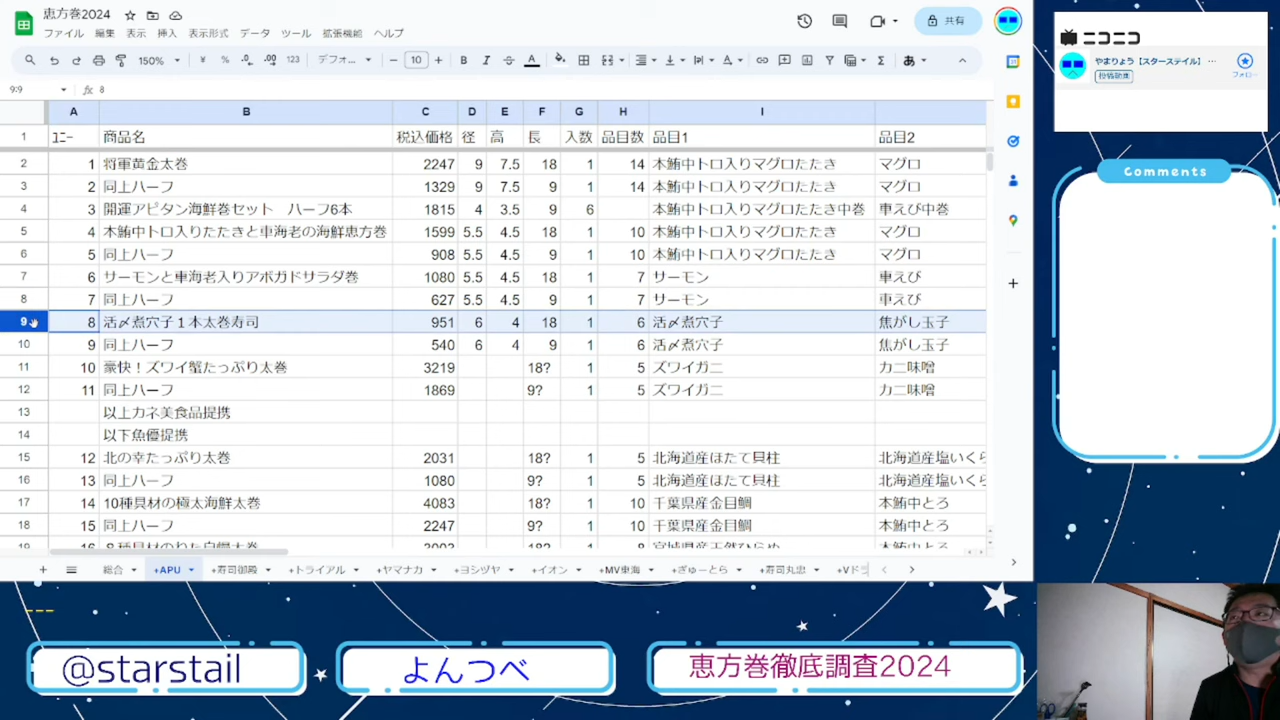 恵方巻2024
ファイル 編集 表示 挿入 表示形式 データ ツール 拡張機能 ヘルプ
共有
150% ¥ % .0 .00 123 デフォ... 10
9:9 fx 8
A B C D E F G H I
1 ﾕﾆｰ 商品名 税込価格 径 高 長 入数 品目数 品目1 品目2
2 1 将軍黄金太巻 2247 9 7.5 18 1 14 本鮪中トロ入りマグロたたき マグロ
3 2 同上ハーフ 1329 9 7.5 9 1 14 本鮪中トロ入りマグロたたき マグロ
4 3 開運アピタン海鮮巻セット　ハーフ6本 1815 4 3.5 9 6 本鮪中トロ入りマグロたたき中巻 車えび中巻
5 4 本鮪中トロ入りたたきと車海老の海鮮恵方巻 1599 5.5 4.5 18 1 10 本鮪中トロ入りマグロたたき マグロ
6 5 同上ハーフ 908 5.5 4.5 9 1 10 本鮪中トロ入りマグロたたき マグロ
7 6 サーモンと車海老入りアボガドサラダ巻 1080 5.5 4.5 18 1 7 サーモン 車えび
8 7 同上ハーフ 627 5.5 4.5 9 1 7 サーモン 車えび
9 8 活〆煮穴子１本太巻寿司 951 6 4 18 1 6 活〆煮穴子 焦がし玉子
10 9 同上ハーフ 540 6 4 9 1 6 活〆煮穴子 焦がし玉子
11 10 豪快！ズワイ蟹たっぷり太巻 3219 18? 1 5 ズワイガニ カニ味噌
12 11 同上ハーフ 1869 9? 1 5 ズワイガニ カニ味噌
13 以上カネ美食品提携
14 以下魚優提携
15 12 北の幸たっぷり太巻 2031 18? 1 5 北海道産ほたて貝柱 北海道産塩いくら
16 13 同上ハーフ 1080 9? 1 5 北海道産ほたて貝柱 北海道産塩いくら
17 14 10種具材の極太海鮮太巻 4083 18? 1 10 千葉県産金目鯛 本鮪中とろ
18 15 同上ハーフ 2247 9? 1 10 千葉県産金目鯛 本鮪中とろ
総合 +APU +寿司御殿 +トライアル +ヤマナカ +ヨシヅヤ +イオン +MV東海 +ぎゅーとら +寿司丸忠 +Vドラ
ニコニコ
やまりょう【スターステイル】 …
投稿動画
フォロー
Comments
---
@starstail
よんつべ
恵方巻徹底調査2024